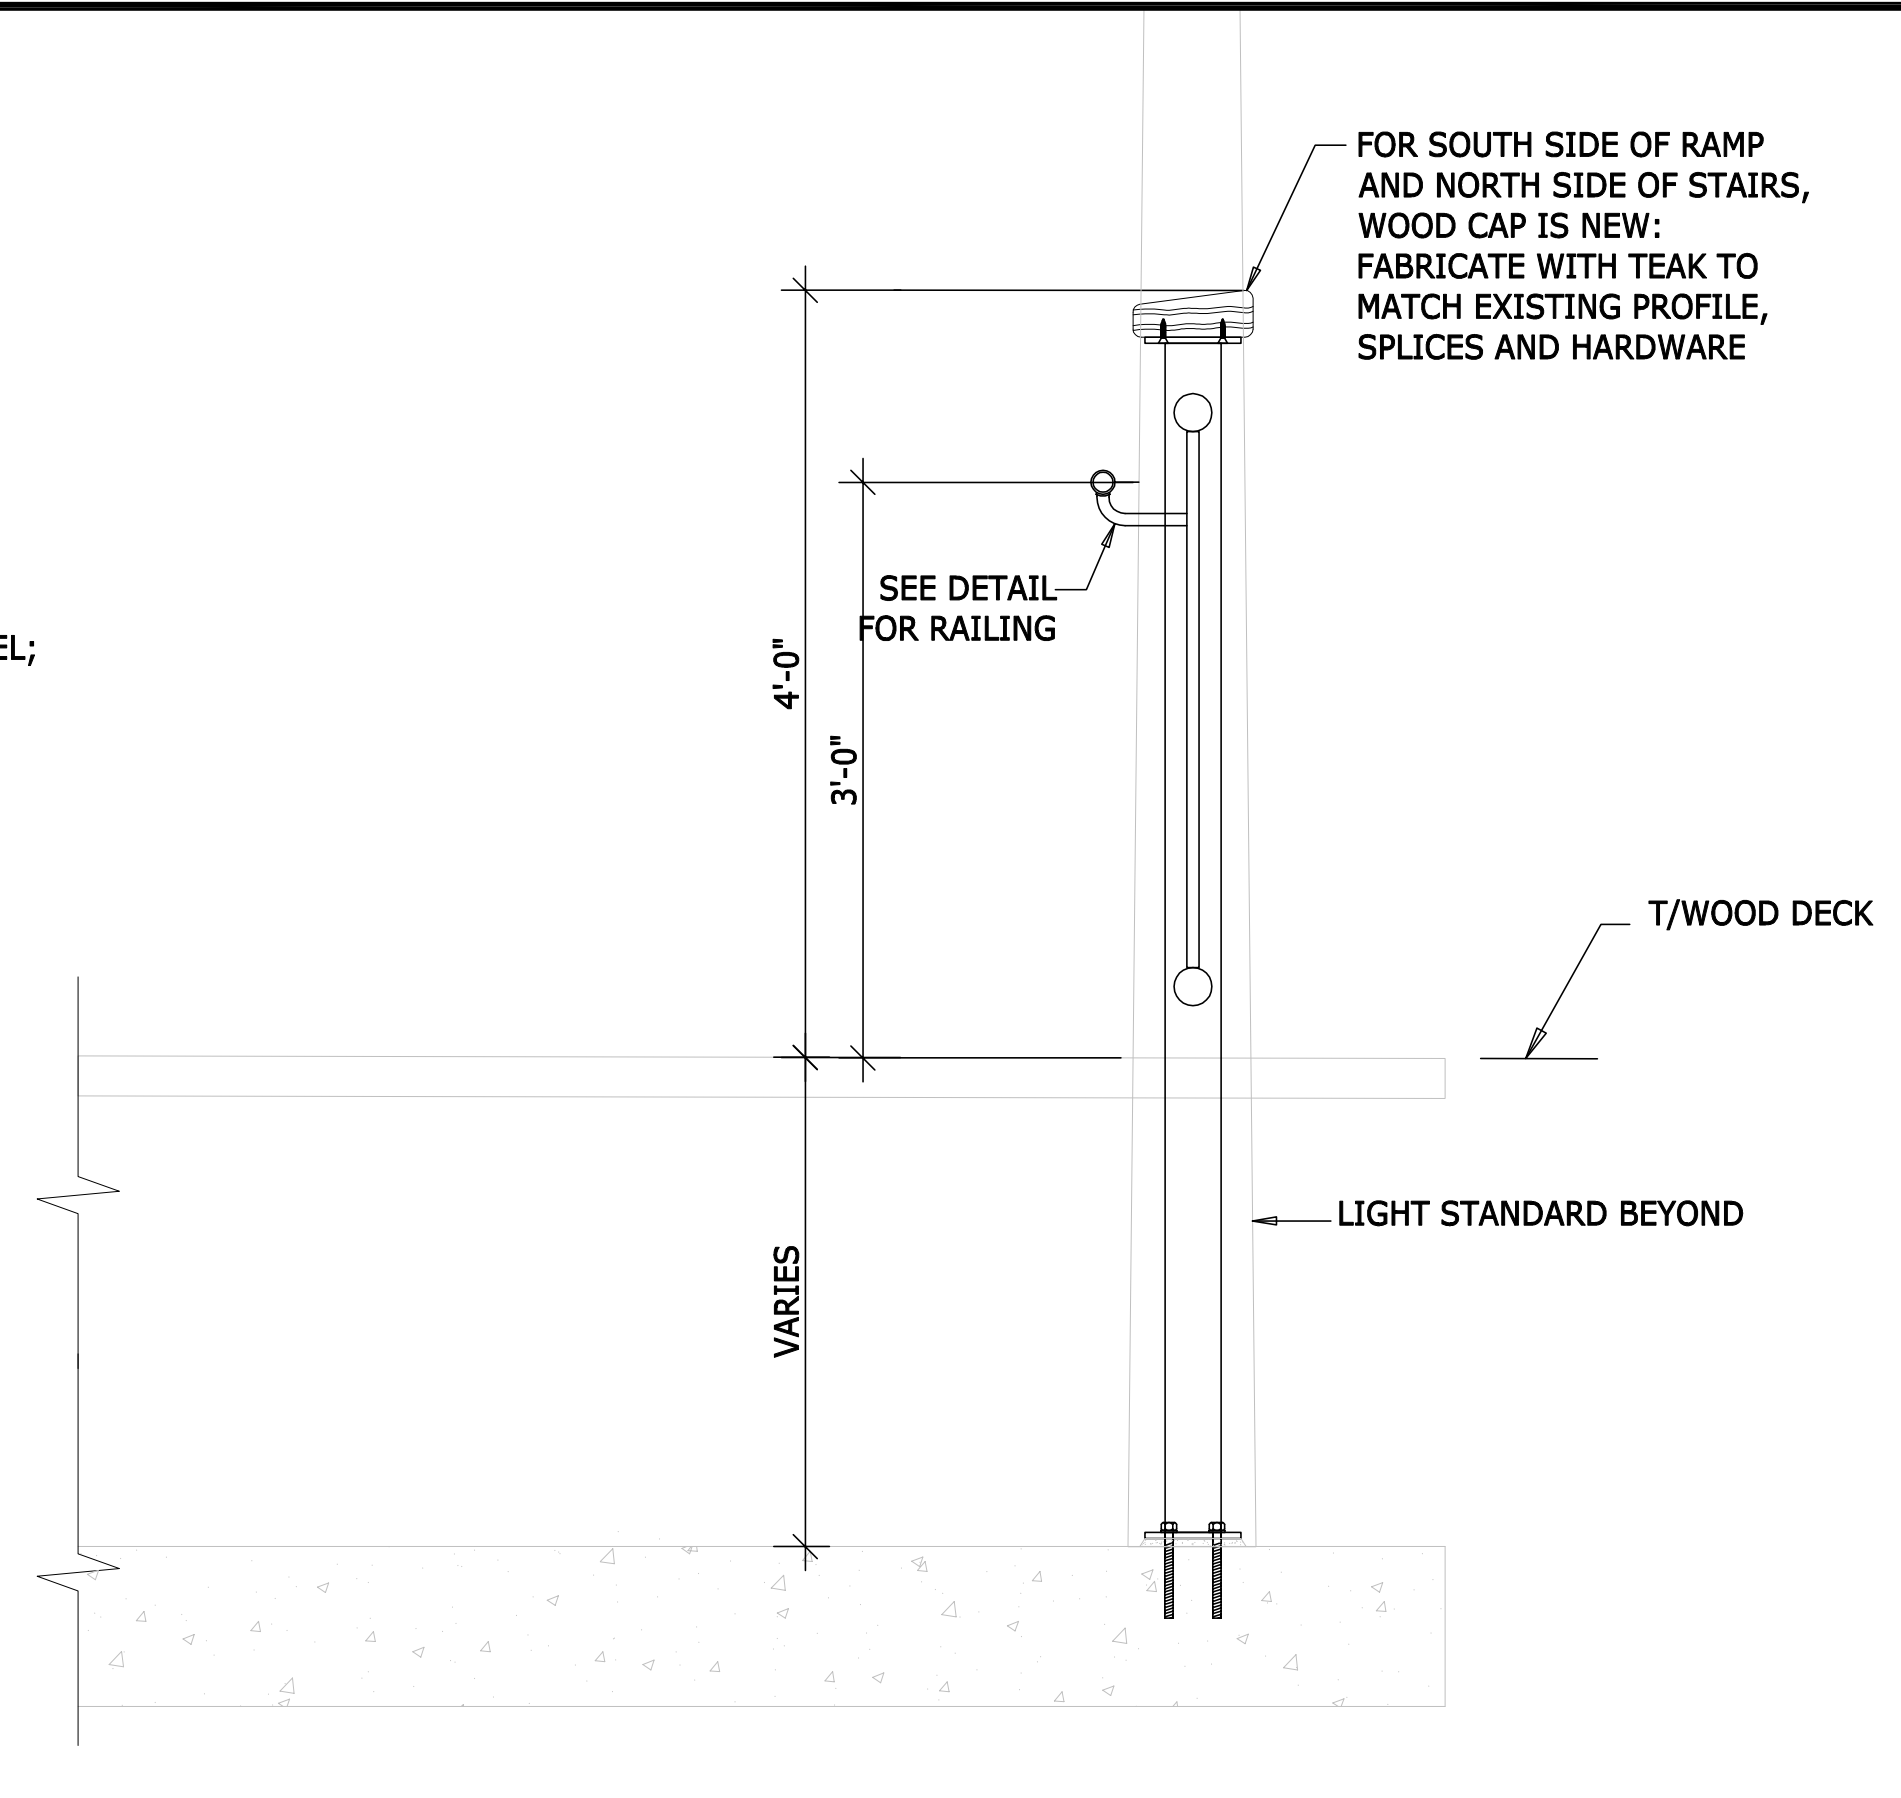 FOR SOUTH SIDE OF RAMP
AND NORTH SIDE OF STAIRS,
WOOD CAP IS NEW:
FABRICATE WITH TEAK TO
MATCH EXISTING PROFILE,
SPLICES AND HARDWARE
SEE DETAIL
FOR RAILING
EL;
4'-0"
3'-0"
T/WOOD DECK
LIGHT STANDARD BEYOND
VARIES